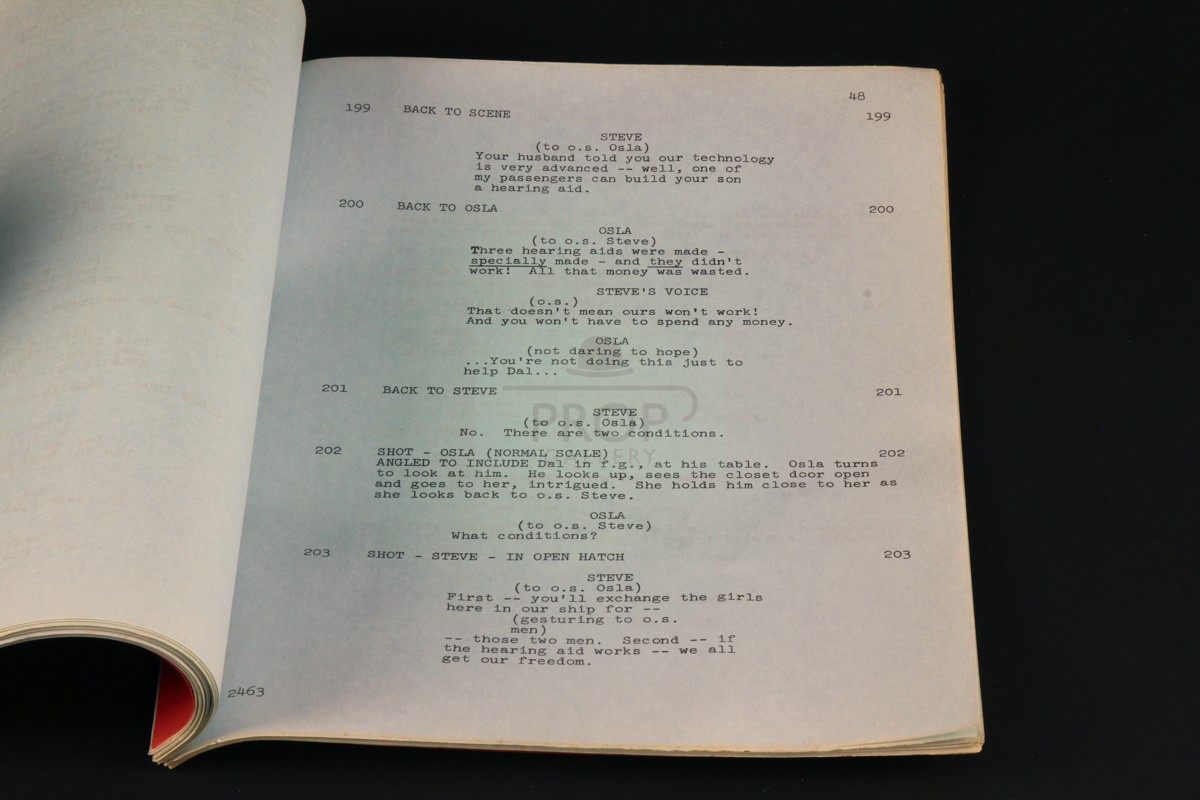 48
199 BACK TO SCENE 199
STEVE
(to o.s. Osla)
Your husband told you our technology
is very advanced -- well, one of
my passengers can build your son
a hearing aid.
200 BACK TO OSLA 200
OSLA
(to o.s. Steve)
Three hearing aids were made -
specially made - and they didn't
work! All that money was wasted.
STEVE'S VOICE
(o.s.)
That doesn't mean ours won't work!
And you won't have to spend any money.
OSLA
(not daring to hope)
...You're not doing this just to
help Dal...
201 BACK TO STEVE 201
STEVE
(to o.s. Osla)
No. There are two conditions.
202 SHOT - OSLA (NORMAL SCALE) 202
ANGLED TO INCLUDE Dal in f.g., at his table. Osla turns
to look at him. He looks up, sees the closet door open
and goes to her, intrigued. She holds him close to her as
she looks back to o.s. Steve.
OSLA
(to o.s. Steve)
What conditions?
203 SHOT - STEVE - IN OPEN HATCH 203
STEVE
(to o.s. Osla)
First -- you'll exchange the girls
here in our ship for --
(gesturing to o.s.
men)
-- those two men. Second -- if
the hearing aid works -- we all
get our freedom.
2463
PROP